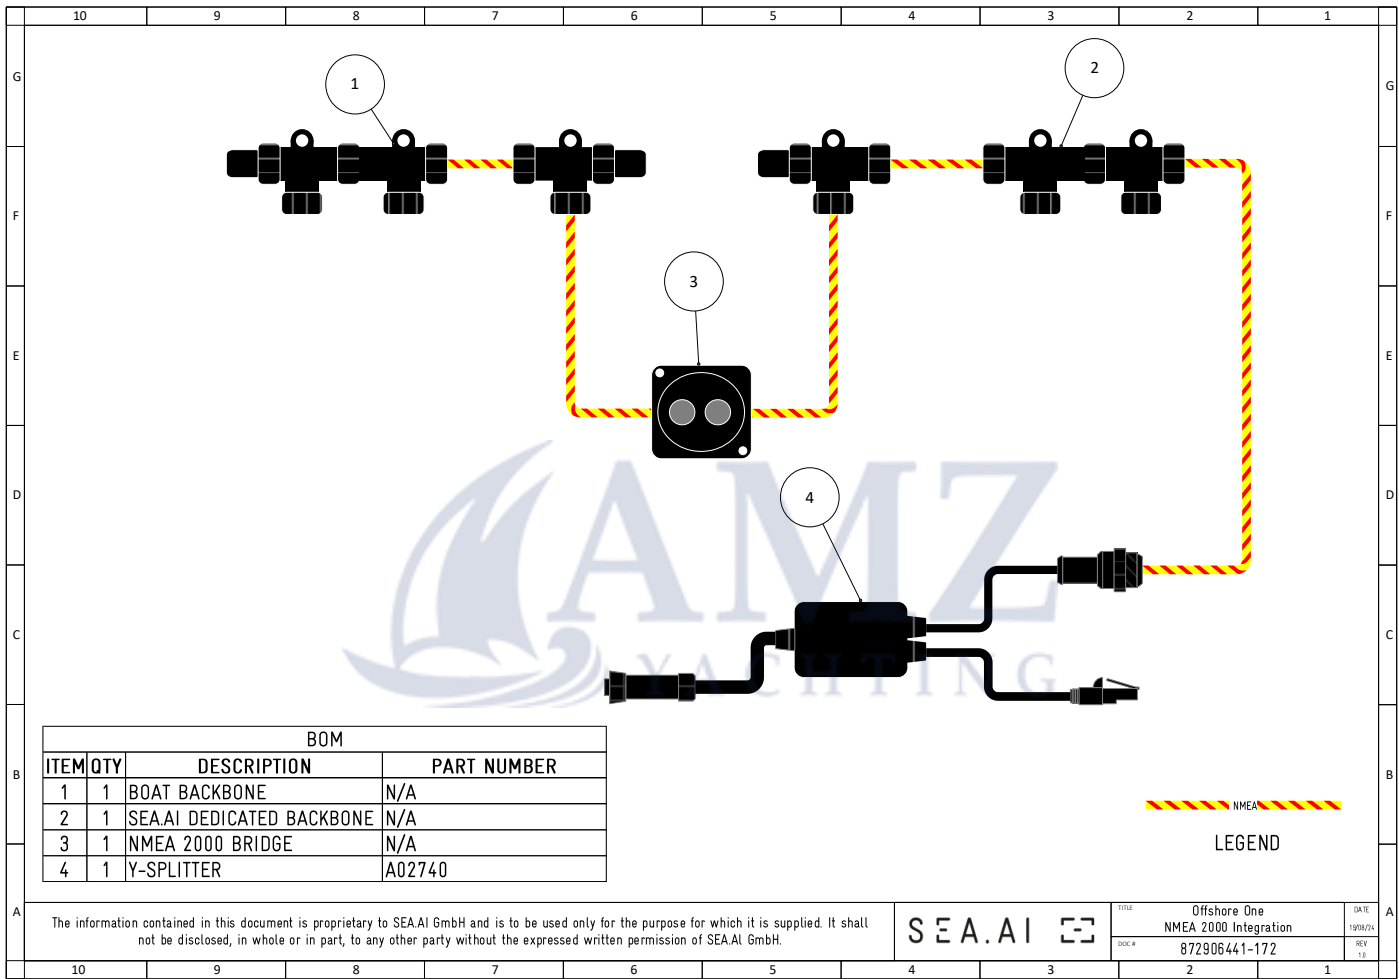 10 9 8 7 6 5 4 3 2 1
G
G
F
F
E
E
D
D
C
C
B
B
A
A
1
2
3
4
AMZ
YACHTING
BOM
ITEM QTY DESCRIPTION PART NUMBER
1 1 BOAT BACKBONE N/A
2 1 SEA.AI DEDICATED BACKBONE N/A
3 1 NMEA 2000 BRIDGE N/A
4 1 Y-SPLITTER A02740
NMEA
LEGEND
The information contained in this document is proprietary to SEA.AI GmbH and is to be used only for the purpose for which it is supplied. It shall
not be disclosed, in whole or in part, to any other party without the expressed written permission of SEA.AI GmbH.
SEA.AI
TITLE
Offshore One
NMEA 2000 Integration
DOC #
872906441-172
DATE
19/08/24
REV
1.0
10 9 8 7 6 5 4 3 2 1